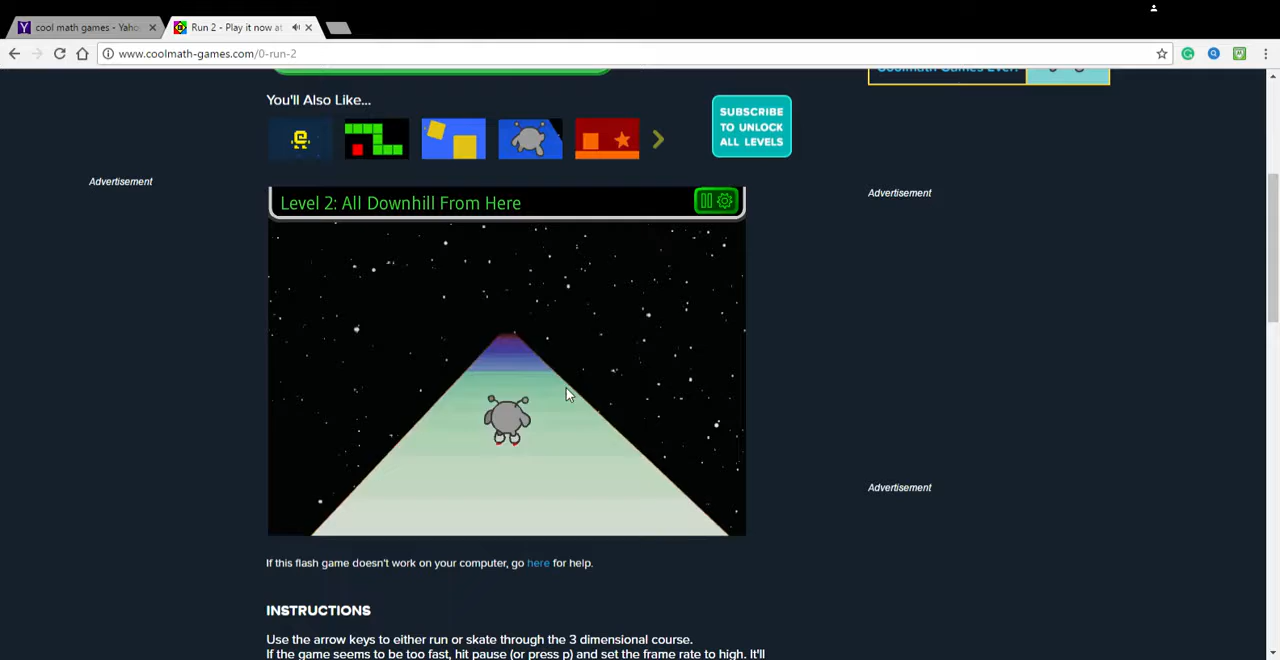 cool math games - Yaho
Run 2 - Play it now at
www.coolmath-games.com/0-run-2
Coolmath Games Ever!
You'll Also Like...
SUBSCRIBE
TO UNLOCK
ALL LEVELS
Advertisement
Advertisement
Level 2: All Downhill From Here
Advertisement
If this flash game doesn't work on your computer, go here for help.
INSTRUCTIONS
Use the arrow keys to either run or skate through the 3 dimensional course.
If the game seems to be too fast, hit pause (or press p) and set the frame rate to high. It'll